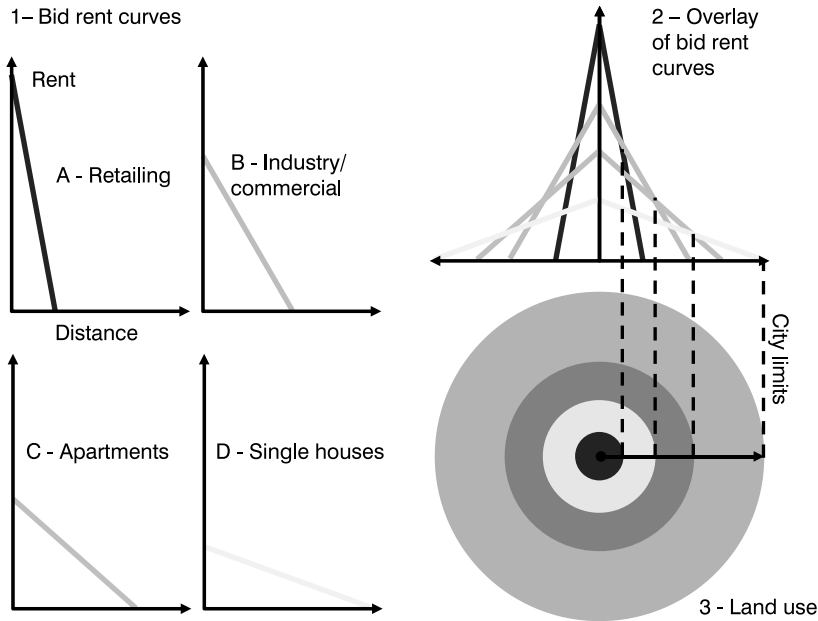 1– Bid rent curves
Rent
A - Retailing
B - Industry/
commercial
Distance
C - Apartments
D - Single houses
2 – Overlay
of bid rent
curves
City limits
3 - Land use